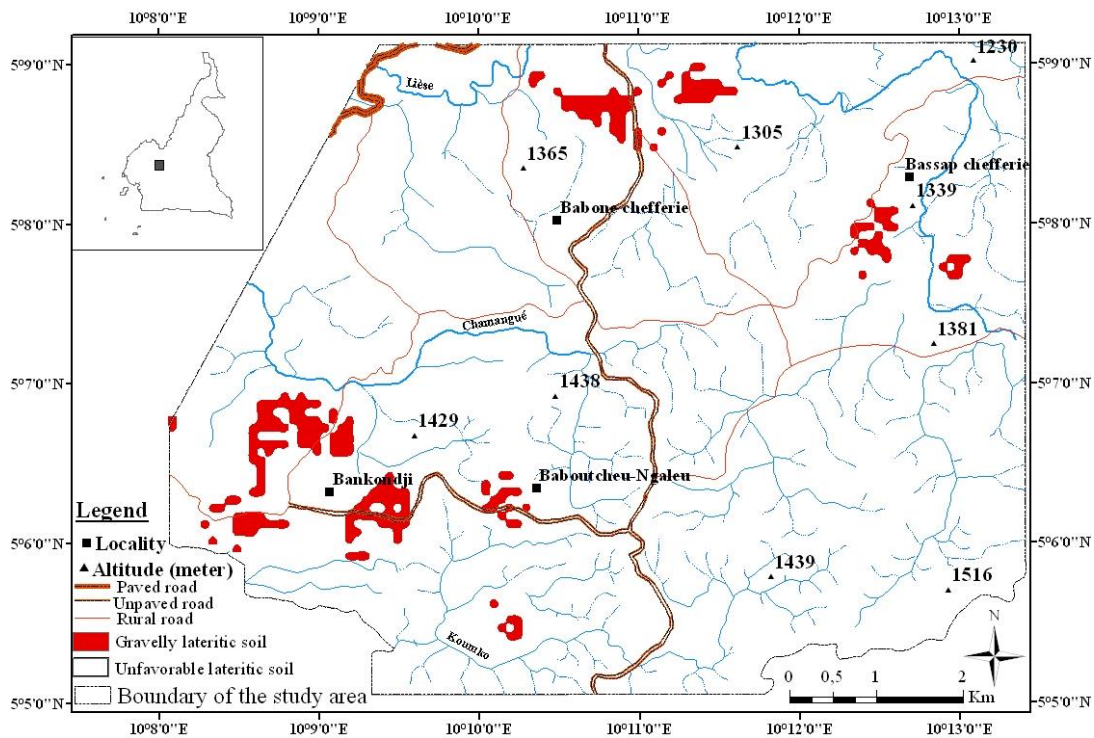 10°8'0"E 10°9'0"E 10°10'0"E 10°11'0"E 10°12'0"E 10°13'0"E
1230
5°9'0"N 5°9'0"N
Lièse
1305
1365
Bassap chefferie
1339
Babone chefferie
5°8'0"N 5°8'0"N
Chamangué
1381
5°7'0"N 5°7'0"N
1438
1429
Bankondji
Baboutcheu-Ngaleu
5°6'0"N 5°6'0"N
1439
1516
Koumko
Legend
Locality
Altitude (meter)
Paved road
Unpaved road
Rural road
Gravelly lateritic soil
Unfavorable lateritic soil
Boundary of the study area
N
0 0,5 1 2
Km
5°5'0"N 5°5'0"N
10°8'0"E 10°9'0"E 10°10'0"E 10°11'0"E 10°12'0"E 10°13'0"E